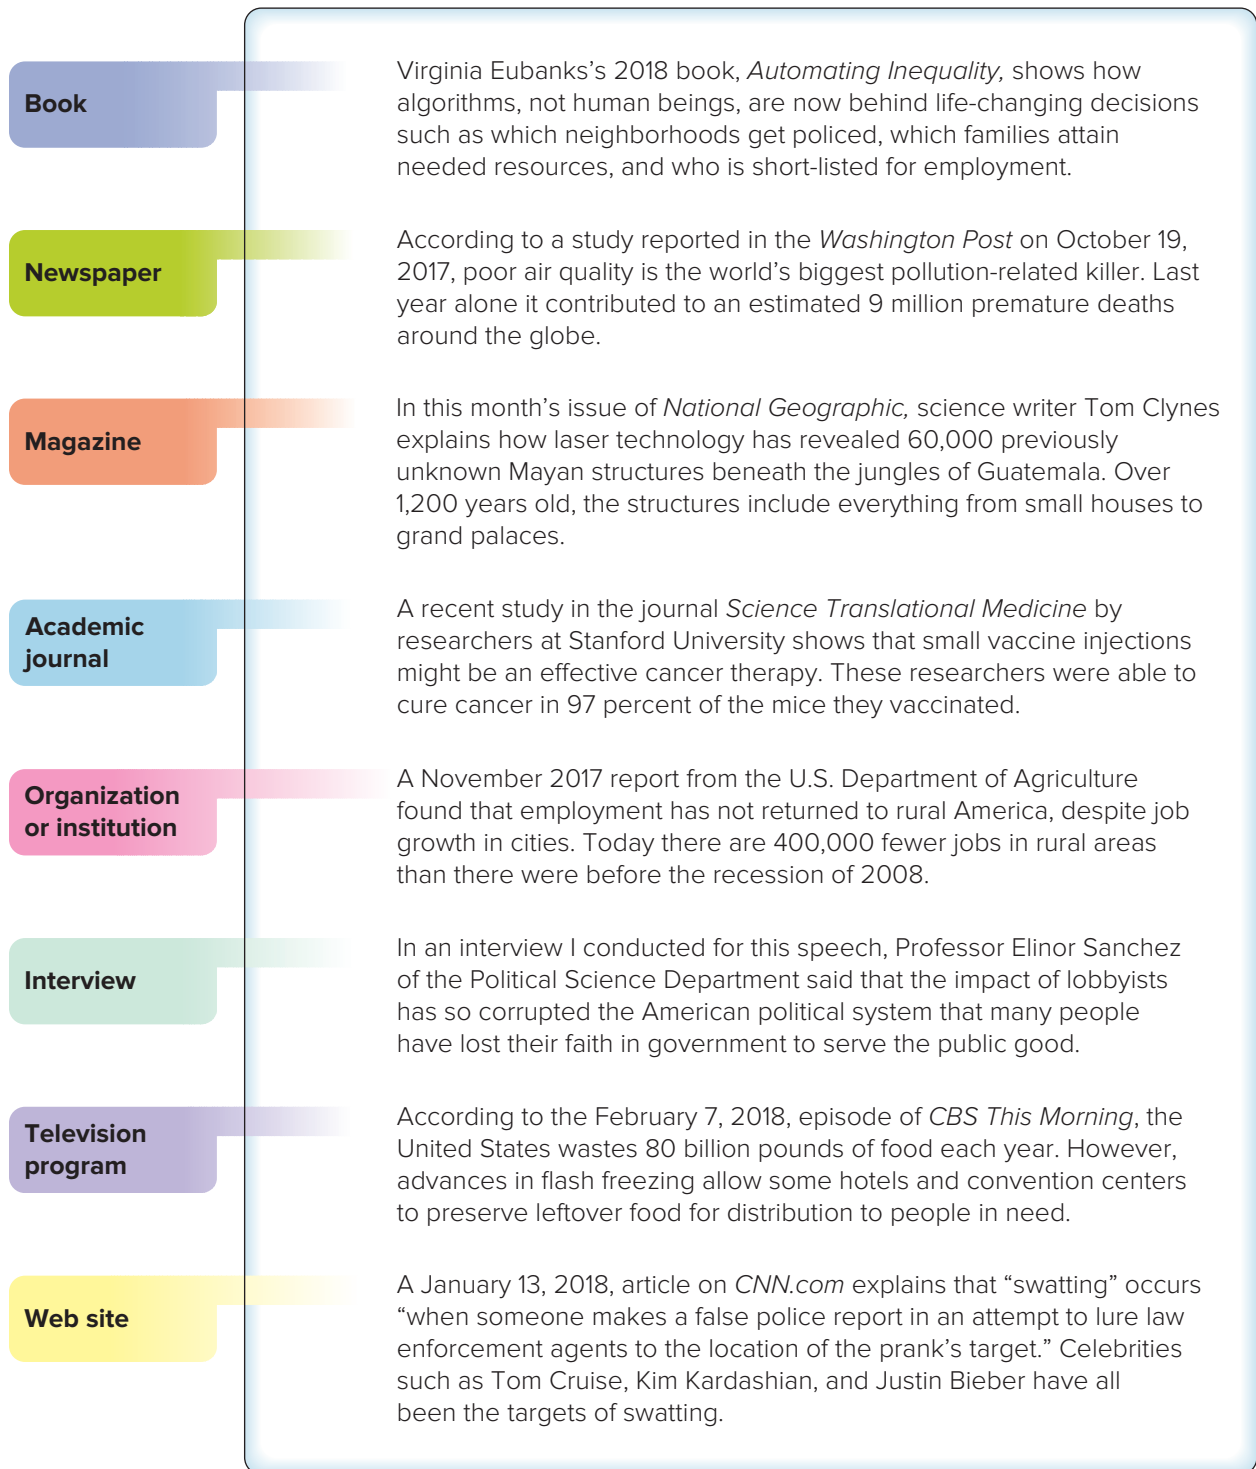 Book
Virginia Eubanks’s 2018 book, Automating Inequality, shows how
algorithms, not human beings, are now behind life-changing decisions
such as which neighborhoods get policed, which families attain
needed resources, and who is short-listed for employment.
Newspaper
According to a study reported in the Washington Post on October 19,
2017, poor air quality is the world’s biggest pollution-related killer. Last
year alone it contributed to an estimated 9 million premature deaths
around the globe.
Magazine
In this month’s issue of National Geographic, science writer Tom Clynes
explains how laser technology has revealed 60,000 previously
unknown Mayan structures beneath the jungles of Guatemala. Over
1,200 years old, the structures include everything from small houses to
grand palaces.
Academic
journal
A recent study in the journal Science Translational Medicine by
researchers at Stanford University shows that small vaccine injections
might be an effective cancer therapy. These researchers were able to
cure cancer in 97 percent of the mice they vaccinated.
Organization
or institution
A November 2017 report from the U.S. Department of Agriculture
found that employment has not returned to rural America, despite job
growth in cities. Today there are 400,000 fewer jobs in rural areas
than there were before the recession of 2008.
Interview
In an interview I conducted for this speech, Professor Elinor Sanchez
of the Political Science Department said that the impact of lobbyists
has so corrupted the American political system that many people
have lost their faith in government to serve the public good.
Television
program
According to the February 7, 2018, episode of CBS This Morning, the
United States wastes 80 billion pounds of food each year. However,
advances in flash freezing allow some hotels and convention centers
to preserve leftover food for distribution to people in need.
Web site
A January 13, 2018, article on CNN.com explains that “swatting” occurs
“when someone makes a false police report in an attempt to lure law
enforcement agents to the location of the prank’s target.” Celebrities
such as Tom Cruise, Kim Kardashian, and Justin Bieber have all
been the targets of swatting.